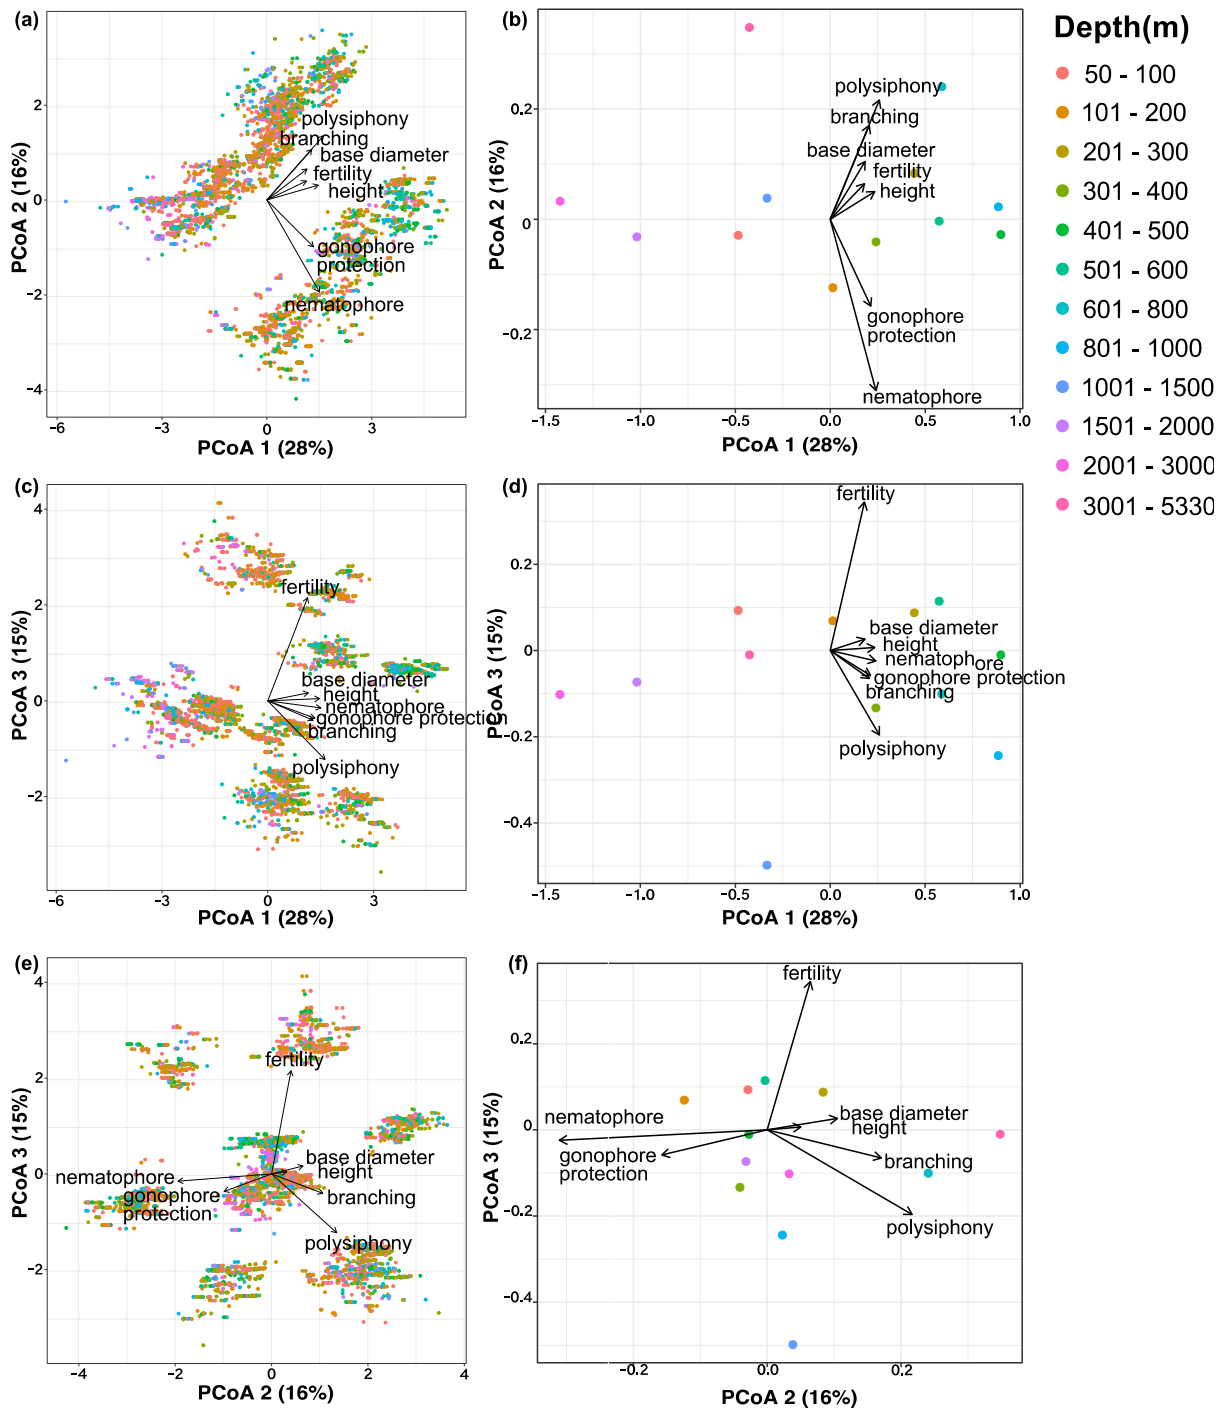 (a)
2
0
−2
−4
PCoA 2 (16%)
polysiphony
branching
base diameter
fertility
height
gonophore
protection
nematophore
−6
−3
0
3
PCoA 1 (28%)
(b)
0.2
0
−0.2
PCoA 2 (16%)
polysiphony
branching
base diameter
fertility
height
gonophore
protection
nematophore
−1.5
−1.0
−0.5
0.0
0.5
1.0
PCoA 1 (28%)
Depth(m)
50 - 100
101 - 200
201 - 300
301 - 400
401 - 500
501 - 600
601 - 800
801 - 1000
1001 - 1500
1501 - 2000
2001 - 3000
3001 - 5330
(c)
4
2
0
−2
PCoA 3 (15%)
fertility
base diameter
height
nematophore
gonophore protection
branching
polysiphony
−6
−3
0
3
PCoA 1 (28%)
(d)
0.2
0.0
−0.2
−0.4
PCoA 3 (15%)
fertility
base diameter
height
nematophore
gonophore protection
branching
polysiphony
−1.5
−1.0
−0.5
0.0
0.5
1.0
PCoA 1 (28%)
(e)
4
2
0
−2
PCoA 3 (15%)
fertility
base diameter
height
nematophore
gonophore
protection
branching
polysiphony
−4
−2
0
2
4
PCoA 2 (16%)
(f)
0.2
0
−0.2
−0.4
PCoA 3 (15%)
fertility
nematophore
base diameter
height
gonophore
protection
branching
polysiphony
−0.2
0.0
0.2
PCoA 2 (16%)